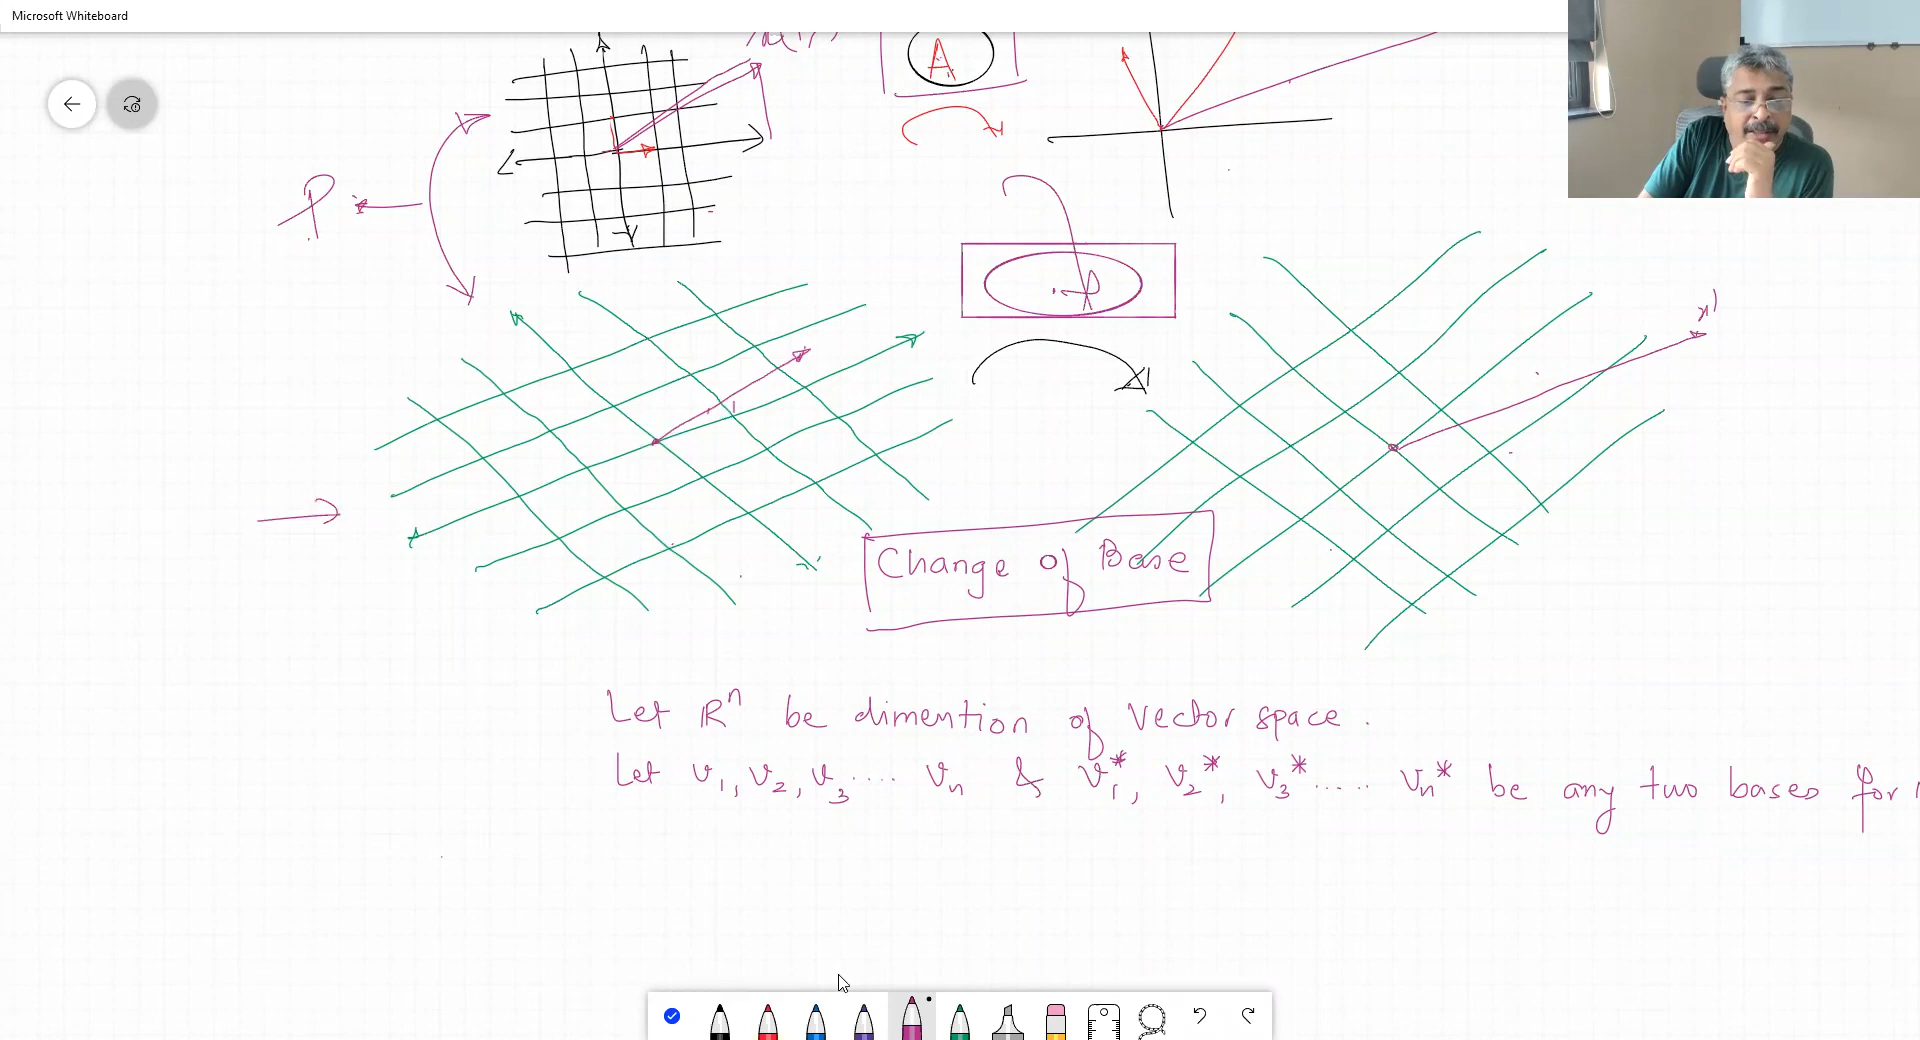 Microsoft Whiteboard
A
P
P
x'
Change of Base
Let Rⁿ be dimention of vector space.
Let v₁, v₂, v₃ .... vₙ & v₁*, v₂*, v₃* ..... vₙ* be any two bases for